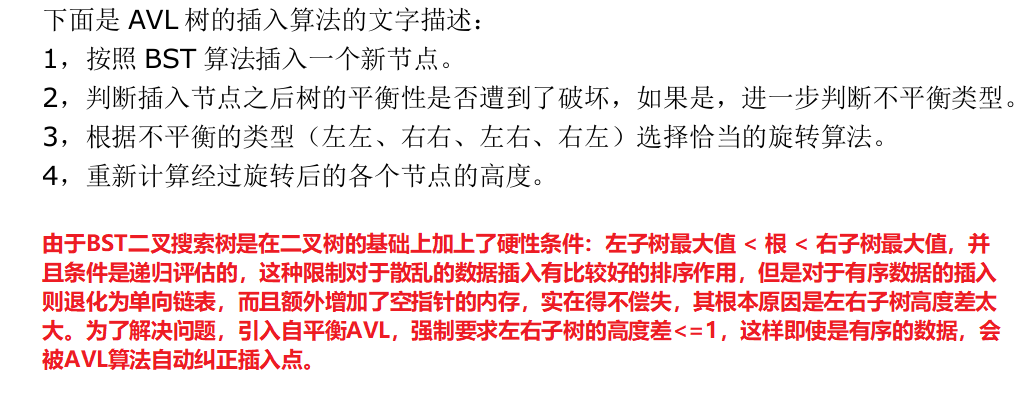 下面是 AVL 树的插入算法的文字描述：
1，按照 BST 算法插入一个新节点。
2，判断插入节点之后树的平衡性是否遭到了破坏，如果是，进一步判断不平衡类型。
3，根据不平衡的类型（左左、右右、左右、右左）选择恰当的旋转算法。
4，重新计算经过旋转后的各个节点的高度。
由于BST二叉搜索树是在二叉树的基础上加上了硬性条件：左子树最大值 < 根 < 右子树最大值，并
且条件是递归评估的，这种限制对于散乱的数据插入有比较好的排序作用，但是对于有序数据的插入
则退化为单向链表，而且额外增加了空指针的内存，实在得不偿失，其根本原因是左右子树高度差太
大。为了解决问题，引入自平衡AVL，强制要求左右子树的高度差<=1，这样即使是有序的数据，会
被AVL算法自动纠正插入点。